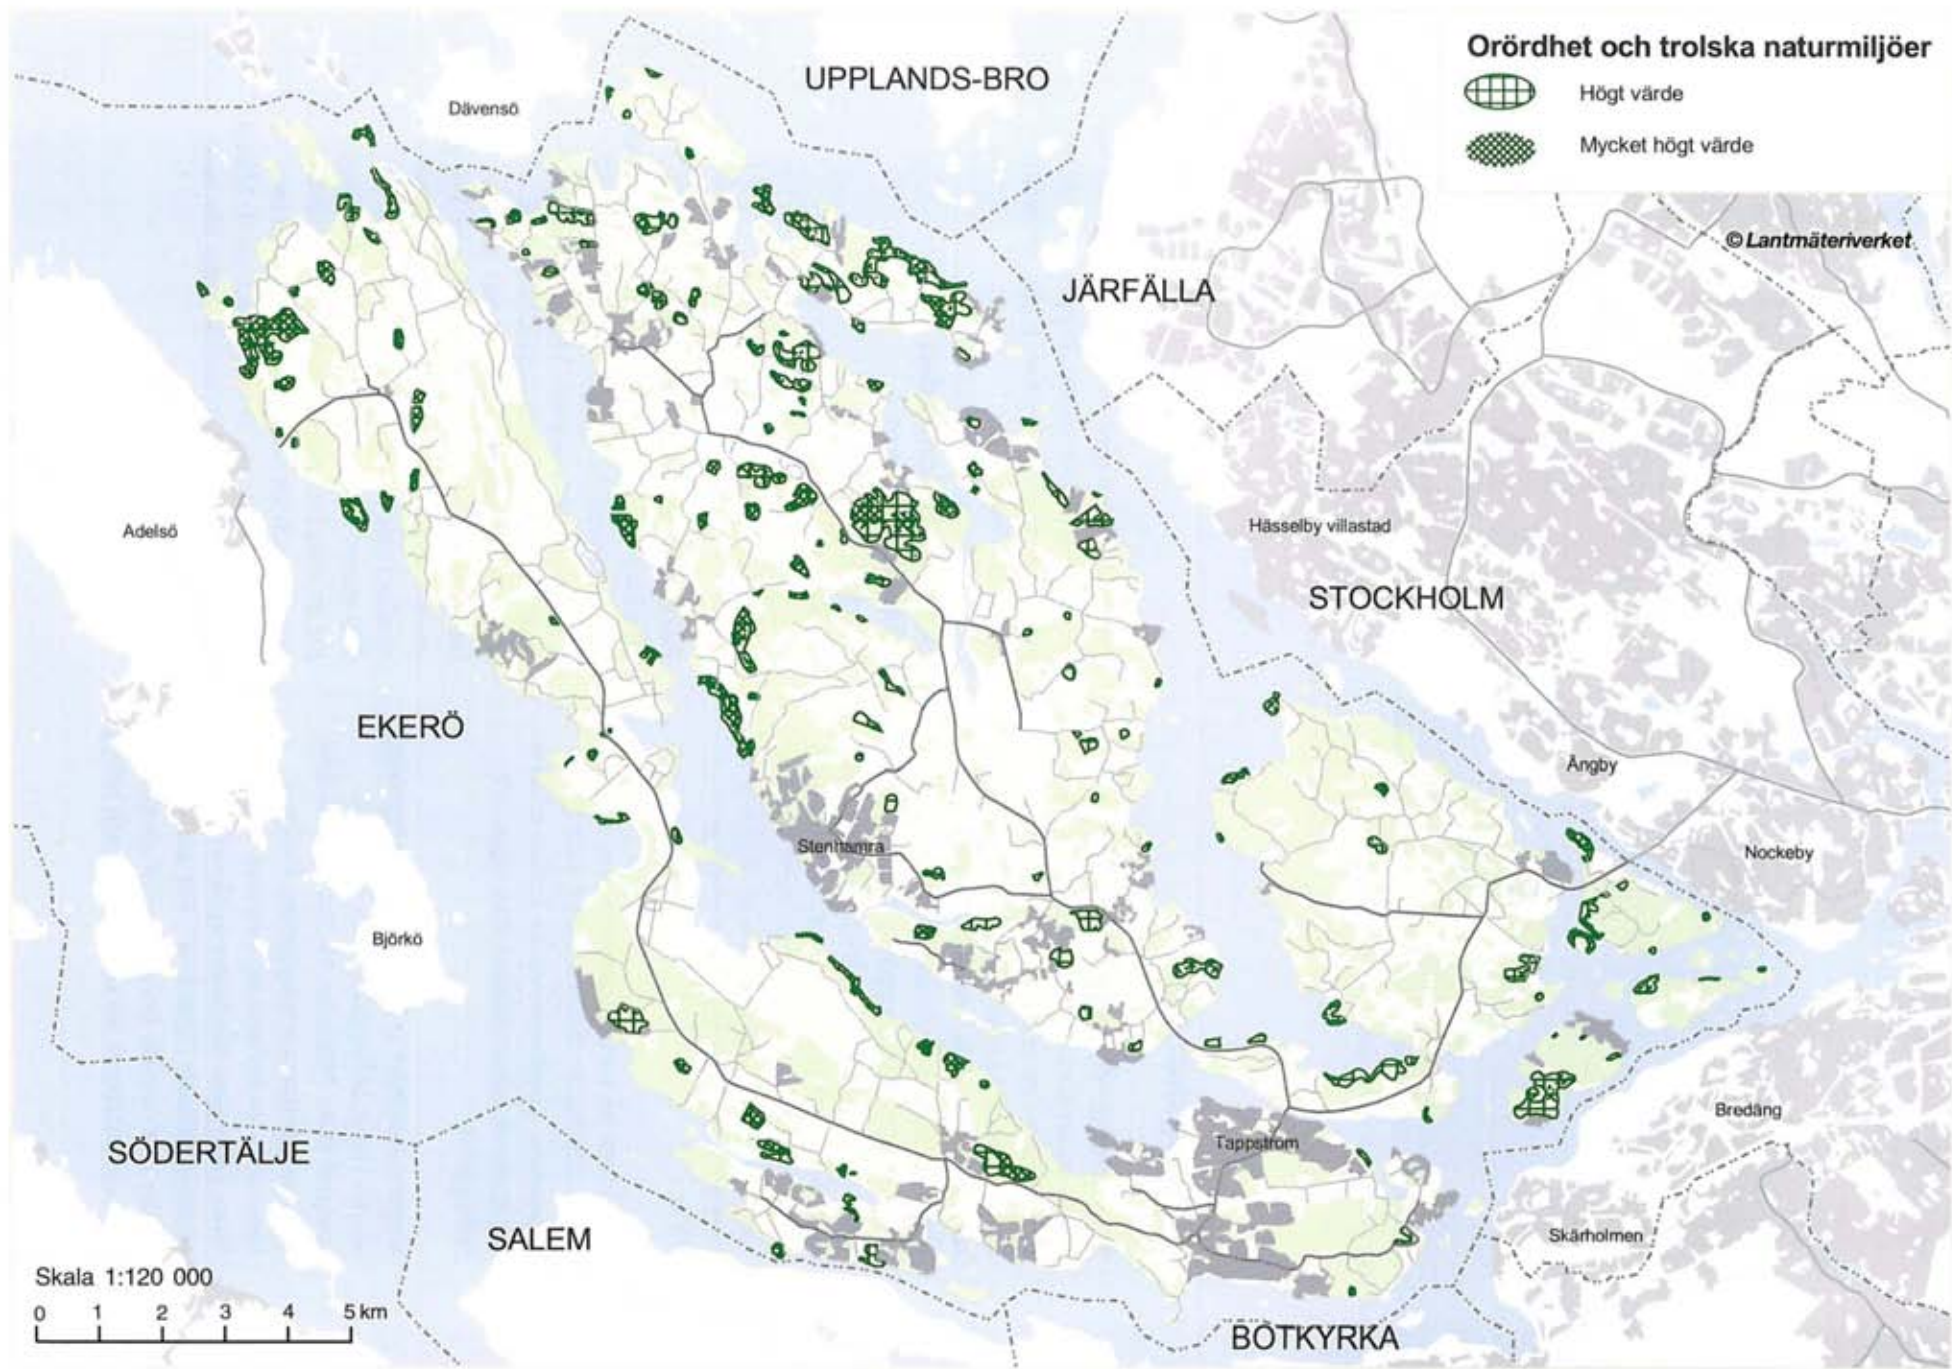 Orördhet och trolska naturmiljöer
Högt värde
Mycket högt värde
© Lantmäteriverket
UPPLANDS-BRO
Dävensö
JÄRFÄLLA
Adelsö
Hässelby villastad
STOCKHOLM
EKERÖ
Ängby
Stenhamra
Nockeby
Björkö
Bredäng
Tappström
SÖDERTÄLJE
SALEM
Skärholmen
BOTKYRKA
Skala 1:120 000
0 1 2 3 4 5 km